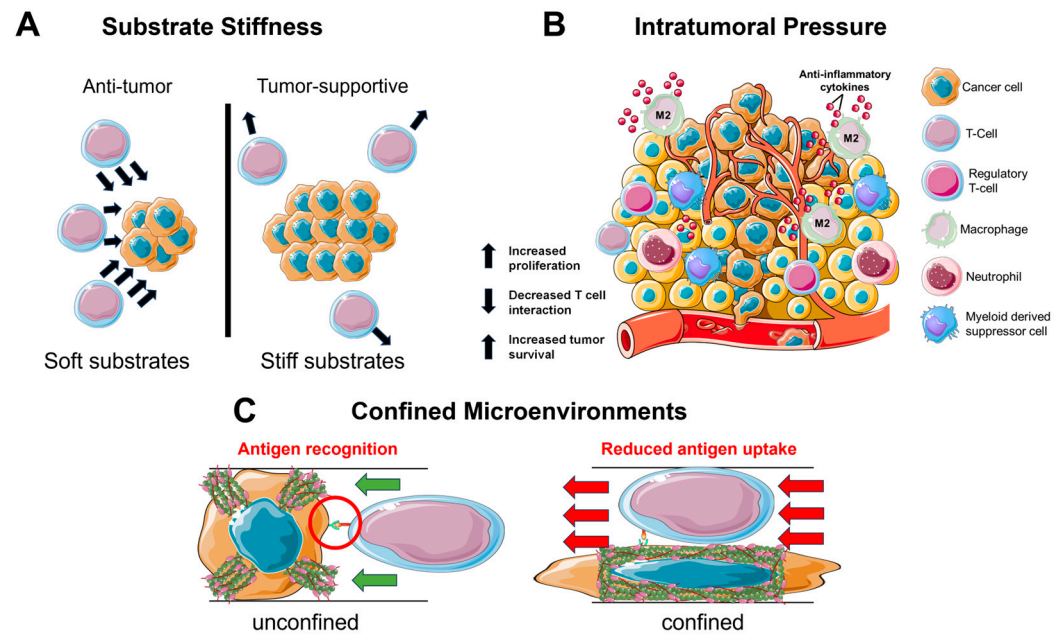 A
Substrate Stiffness
Anti-tumor
Tumor-supportive
Soft substrates
Stiff substrates
Increased
proliferation
Decreased T cell
interaction
Increased tumor
survival
B
Intratumoral Pressure
Anti-inflammatory
cytokines
M2
M2
M2
Cancer cell
T-Cell
Regulatory
T-cell
Macrophage
Neutrophil
Myeloid derived
suppressor cell
C
Confined Microenvironments
Antigen recognition
Reduced antigen uptake
unconfined
confined